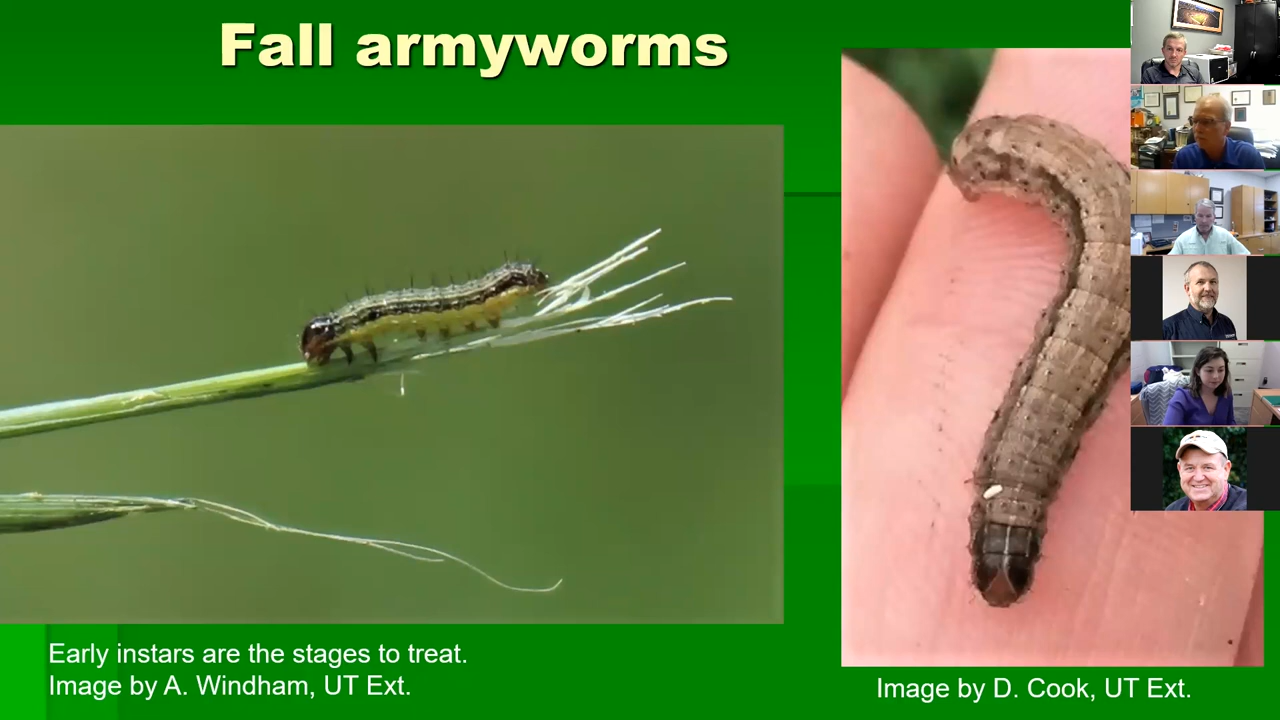 Fall armyworms
Early instars are the stages to treat.
Image by A. Windham, UT Ext.
Image by D. Cook, UT Ext.